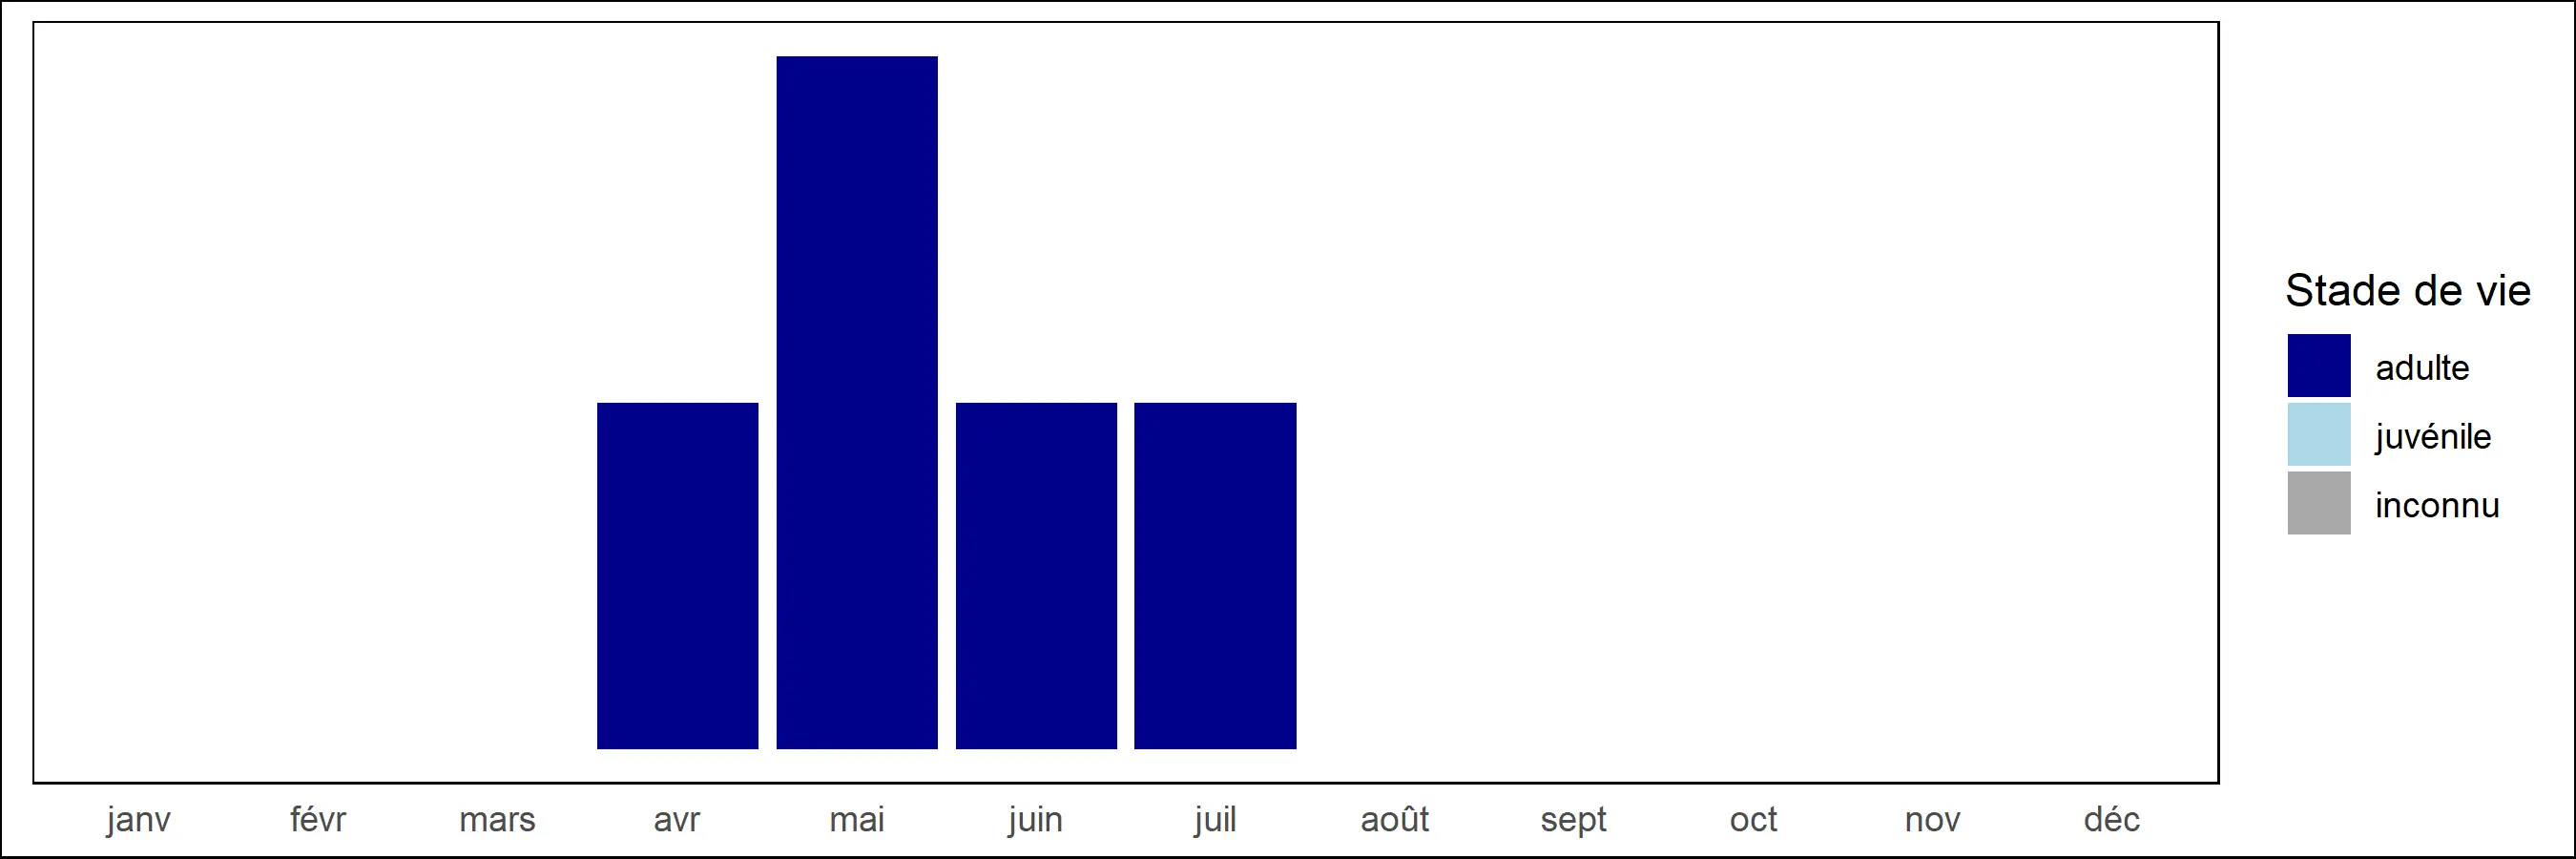 Stade de vie
adulte
juvénile
inconnu
janv févr mars avr mai juin juil août sept oct nov déc